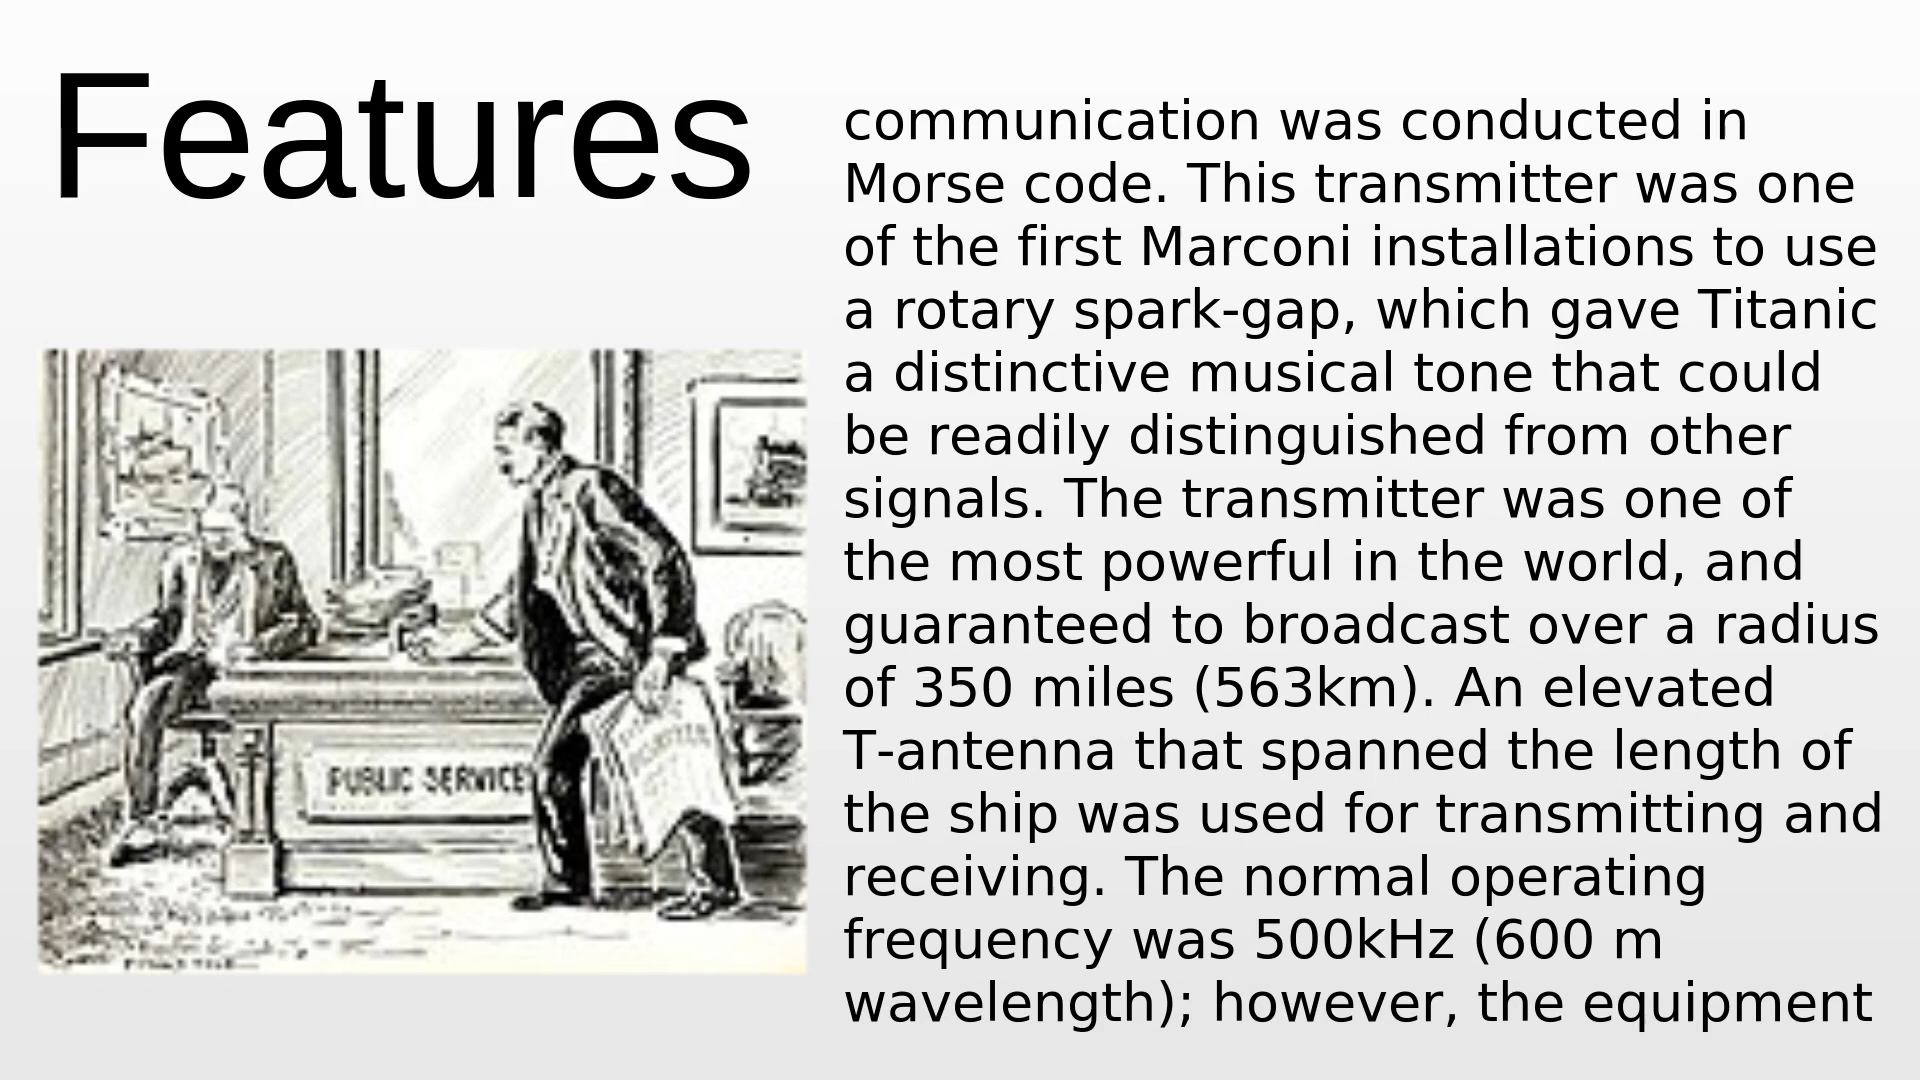 Features
communication was conducted in
Morse code. This transmitter was one
of the first Marconi installations to use
a rotary spark-gap, which gave Titanic
a distinctive musical tone that could
be readily distinguished from other
signals. The transmitter was one of
the most powerful in the world, and
guaranteed to broadcast over a radius
of 350 miles (563km). An elevated
T-antenna that spanned the length of
the ship was used for transmitting and
receiving. The normal operating
frequency was 500kHz (600 m
wavelength); however, the equipment
PUBLIC SERVICE